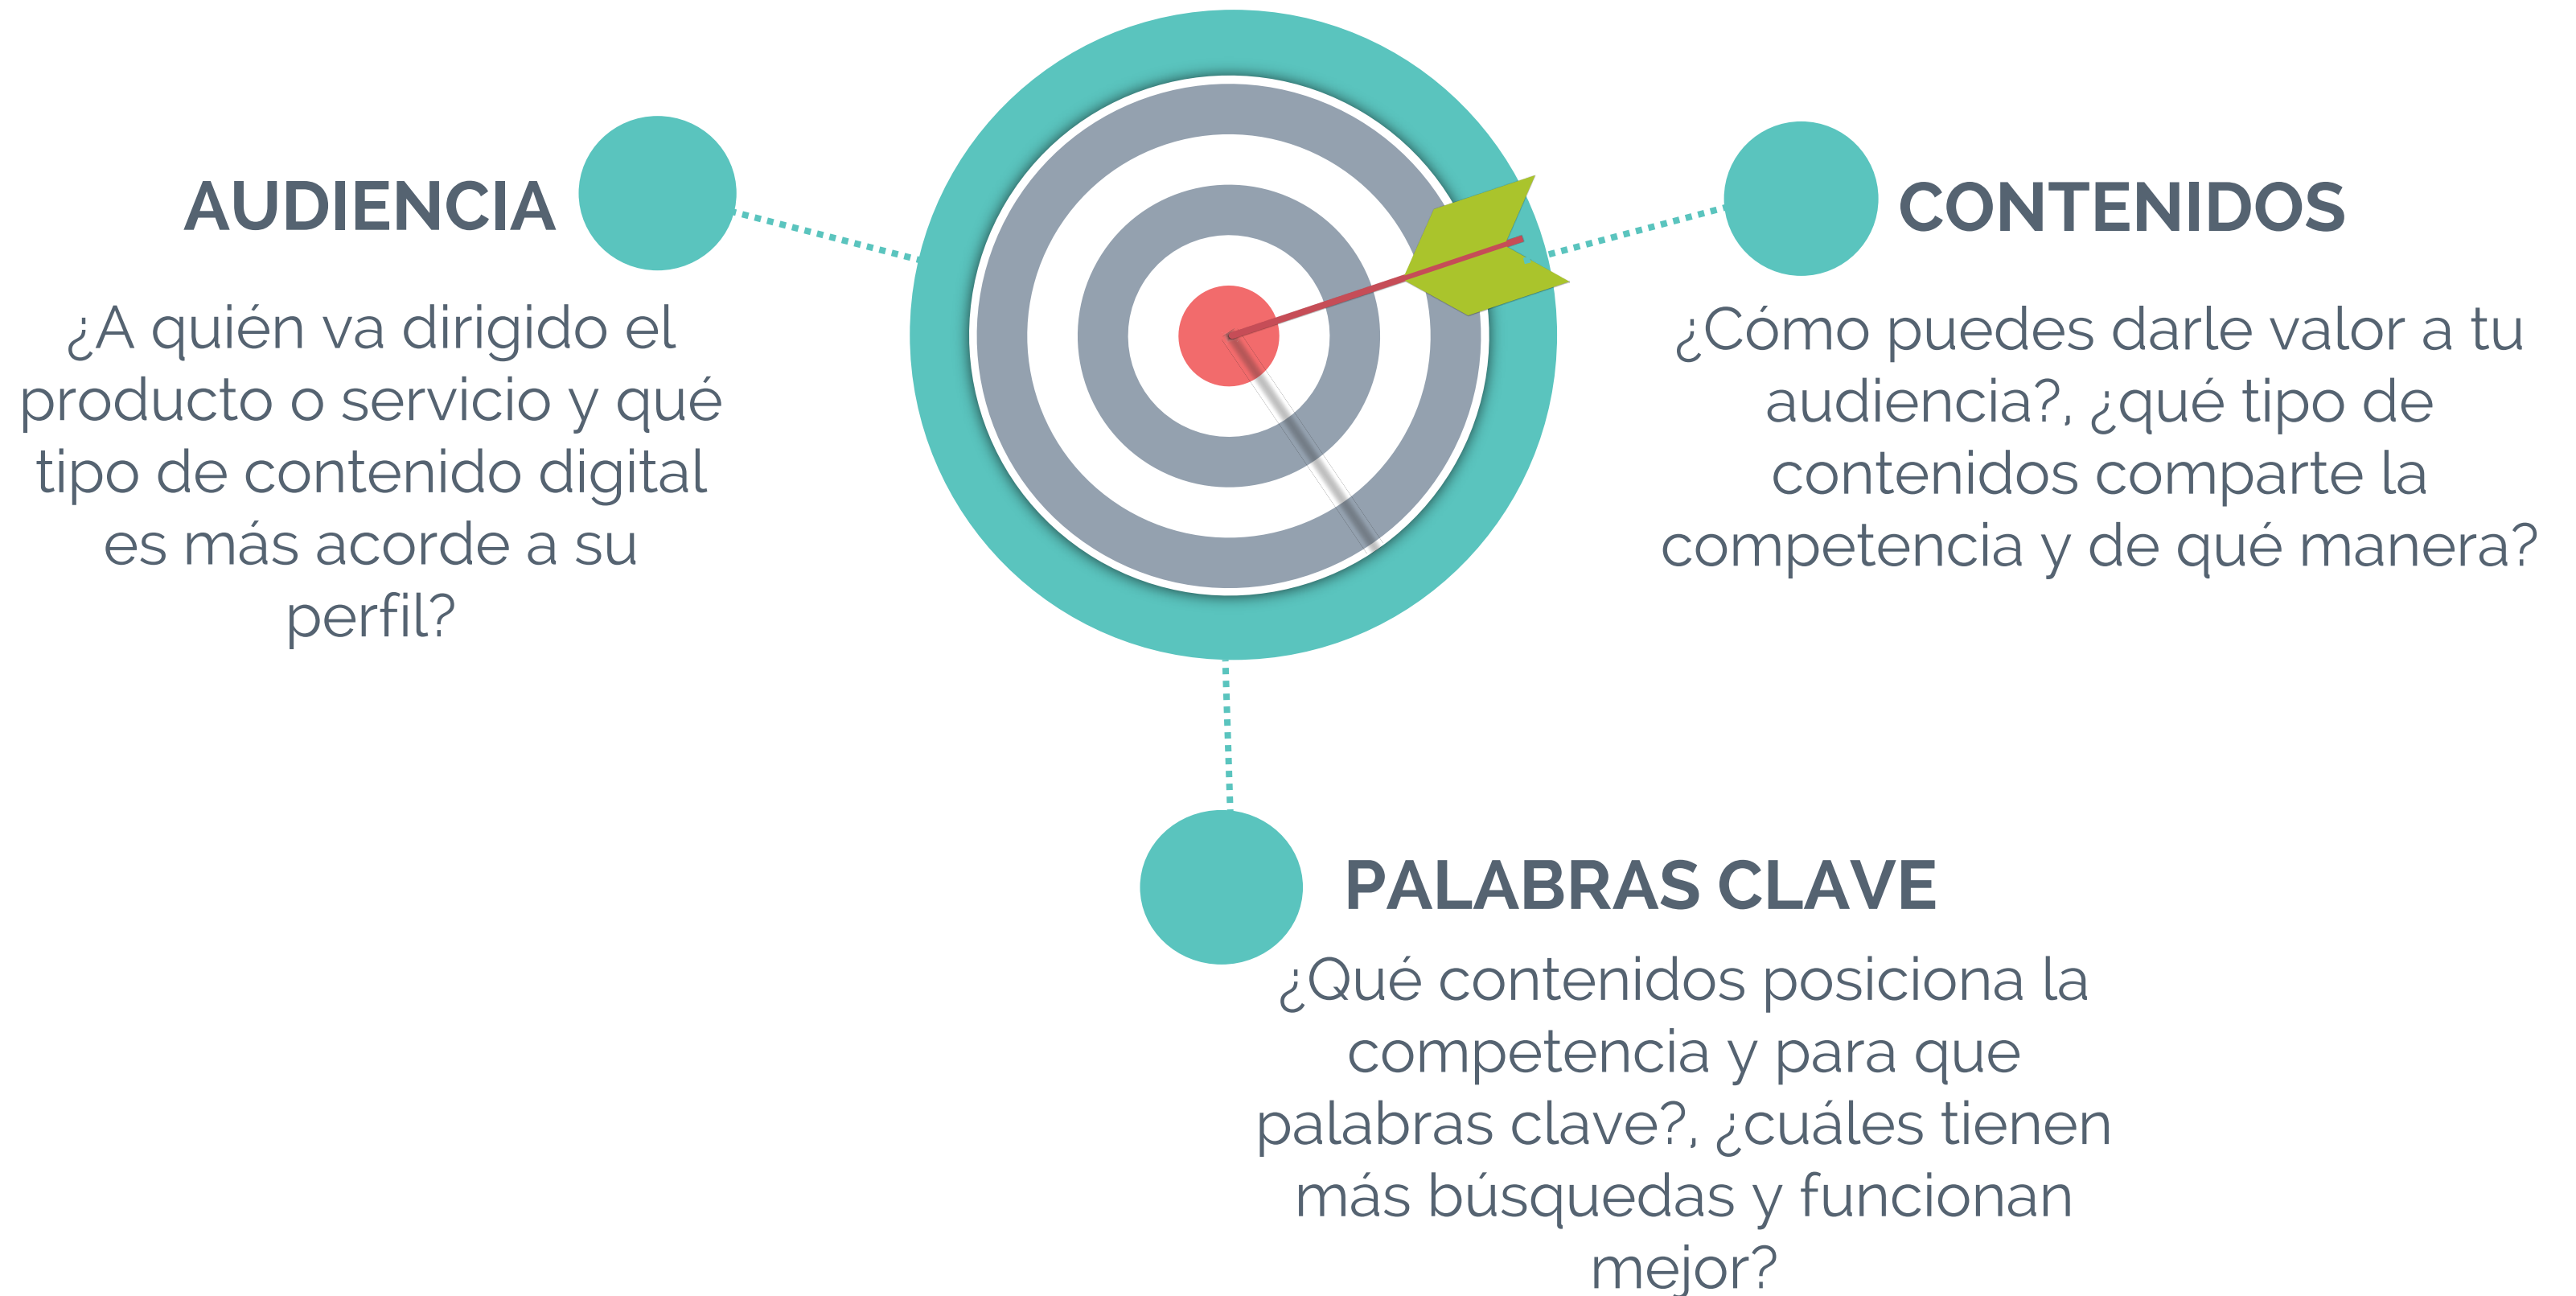 AUDIENCIA
¿A quién va dirigido el
producto o servicio y qué
tipo de contenido digital
es más acorde a su
perfil?
CONTENIDOS
¿Cómo puedes darle valor a tu
audiencia?, ¿qué tipo de
contenidos comparte la
competencia y de qué manera?
PALABRAS CLAVE
¿Qué contenidos posiciona la
competencia y para que
palabras clave?, ¿cuáles tienen
más búsquedas y funcionan
mejor?